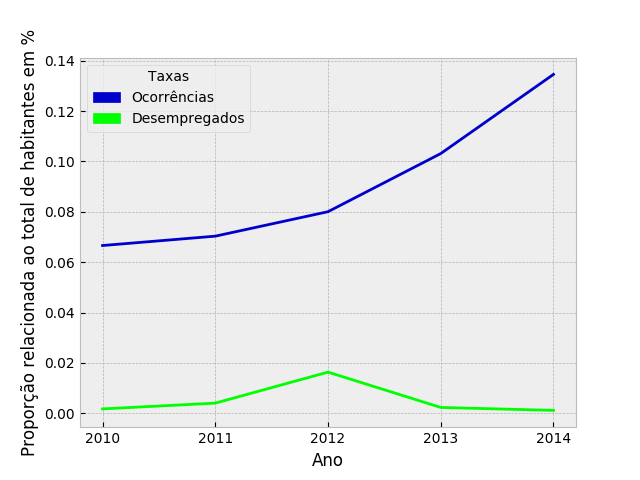 Proporção relacionada ao total de habitantes em %
0.14
0.12
0.10
0.08
0.06
0.04
0.02
0.00
Taxas
Ocorrências
Desempregados
2010 2011 2012 2013 2014
Ano